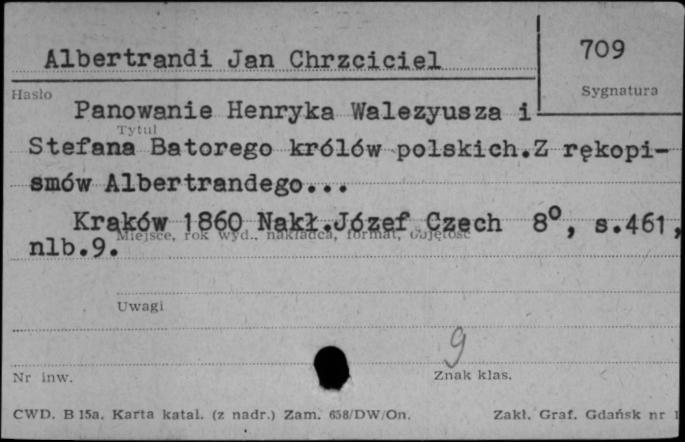 Albertrandi Jan Chrzciciel
709
Hasło
Sygnatura
Panowanie Henryka Walezyusza i
Tytuł
Stefana Batorego królów polskich.Z rękopi-
smów Albertrandego...
Kraków 1860 Nakł.Józef Czech 8°, s.461,
Miejsce, rok wyd., nakładca, format, objętość
nlb.9.
Uwagi
9
Nr inw.
Znak klas.
CWD. B 15a. Karta katal. (z nadr.) Zam. 658/DW/On.
Zakł. Graf. Gdańsk nr 1